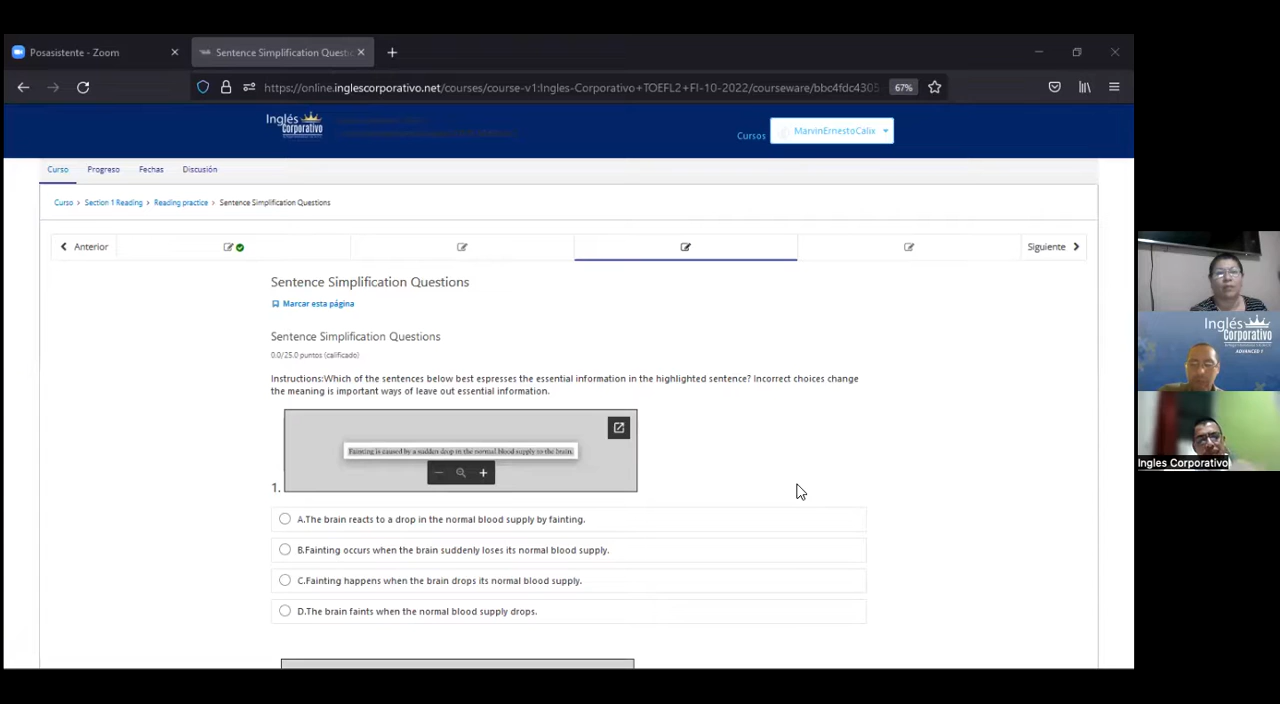 Posasistente - Zoom
Sentence Simplification Questio
https://online.inglescorporativo.net/courses/course-v1:Ingles-Corporativo+TOEFL2+FI-10-2022/courseware/bbc4fdc4305
67%
Inglés
Corporativo
Cursos
MarvinErnestoCalix
Curso
Progreso
Fechas
Discusión
Curso > Section 1 Reading > Reading practice > Sentence Simplification Questions
Anterior
Siguiente
Sentence Simplification Questions
Marcar esta página
Sentence Simplification Questions
0.0/25.0 puntos (calificado)
Instructions:Which of the sentences below best espresses the essential information in the highlighted sentence? Incorrect choices change
the meaning is important ways of leave out essential information.
Fainting is caused by a sudden drop in the normal blood supply to the brain.
1.
A.The brain reacts to a drop in the normal blood supply by fainting.
B.Fainting occurs when the brain suddenly loses its normal blood supply.
C.Fainting happens when the brain drops its normal blood supply.
D.The brain faints when the normal blood supply drops.
Inglés
Corporativo
ADVANCED 1
Ingles Corporativo